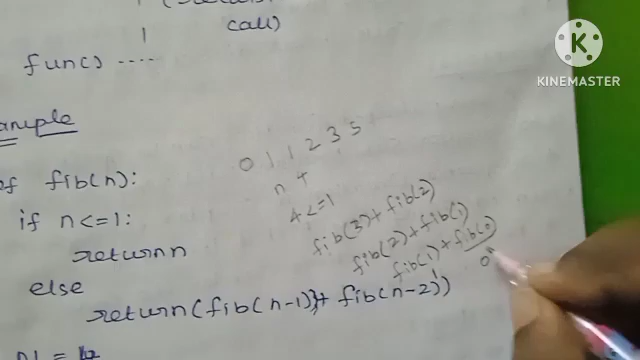 call)
func() ....
KINEMASTER
ample
0 1 1 2 3 5
n 4
4<=1
fib(n):
if n<=1:
return n
fib(3)+fib(2)
fib(2)+fib(1)
fib(1)+fib(0)
0
else
return(fib(n-1)+fib(n-2))